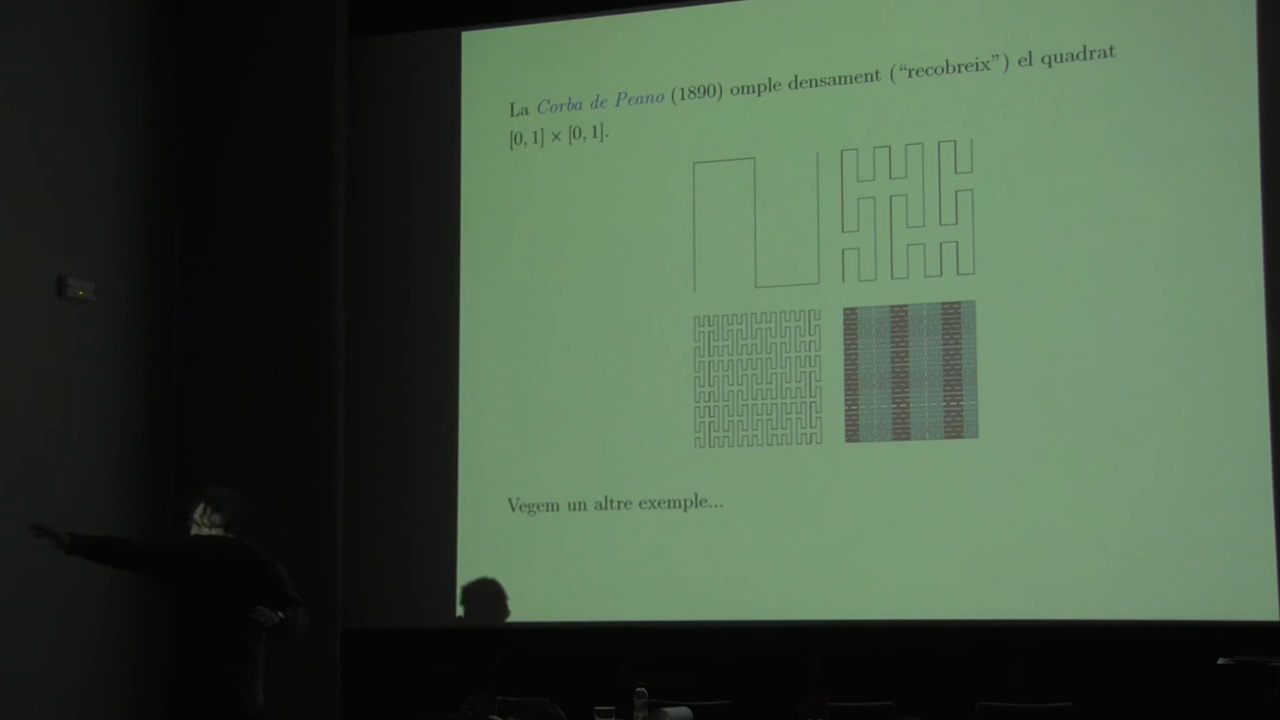 La Corba de Peano (1890) omple densament (“recobreix”) el quadrat
[0, 1] × [0, 1].
Vegem un altre exemple...